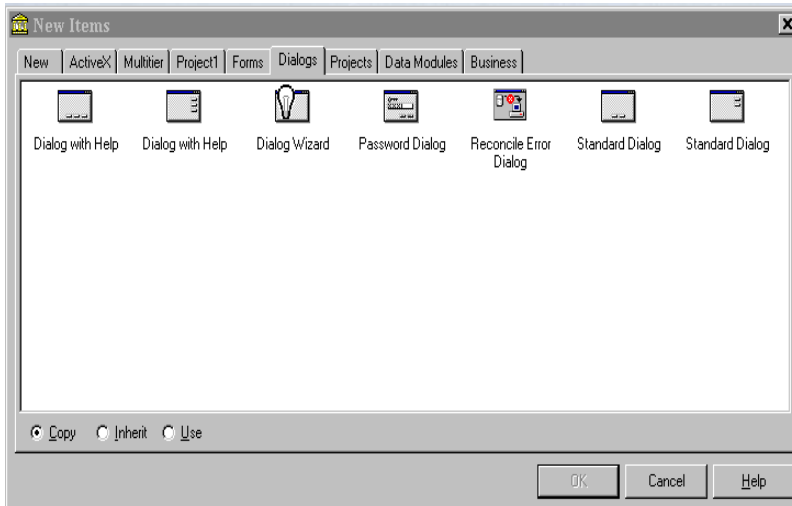 New Items
New ActiveX Multitier Project1 Forms Dialogs Projects Data Modules Business
Dialog with Help Dialog with Help Dialog Wizard Password Dialog Reconcile Error Dialog Standard Dialog Standard Dialog
Copy Inherit Use
OK Cancel Help